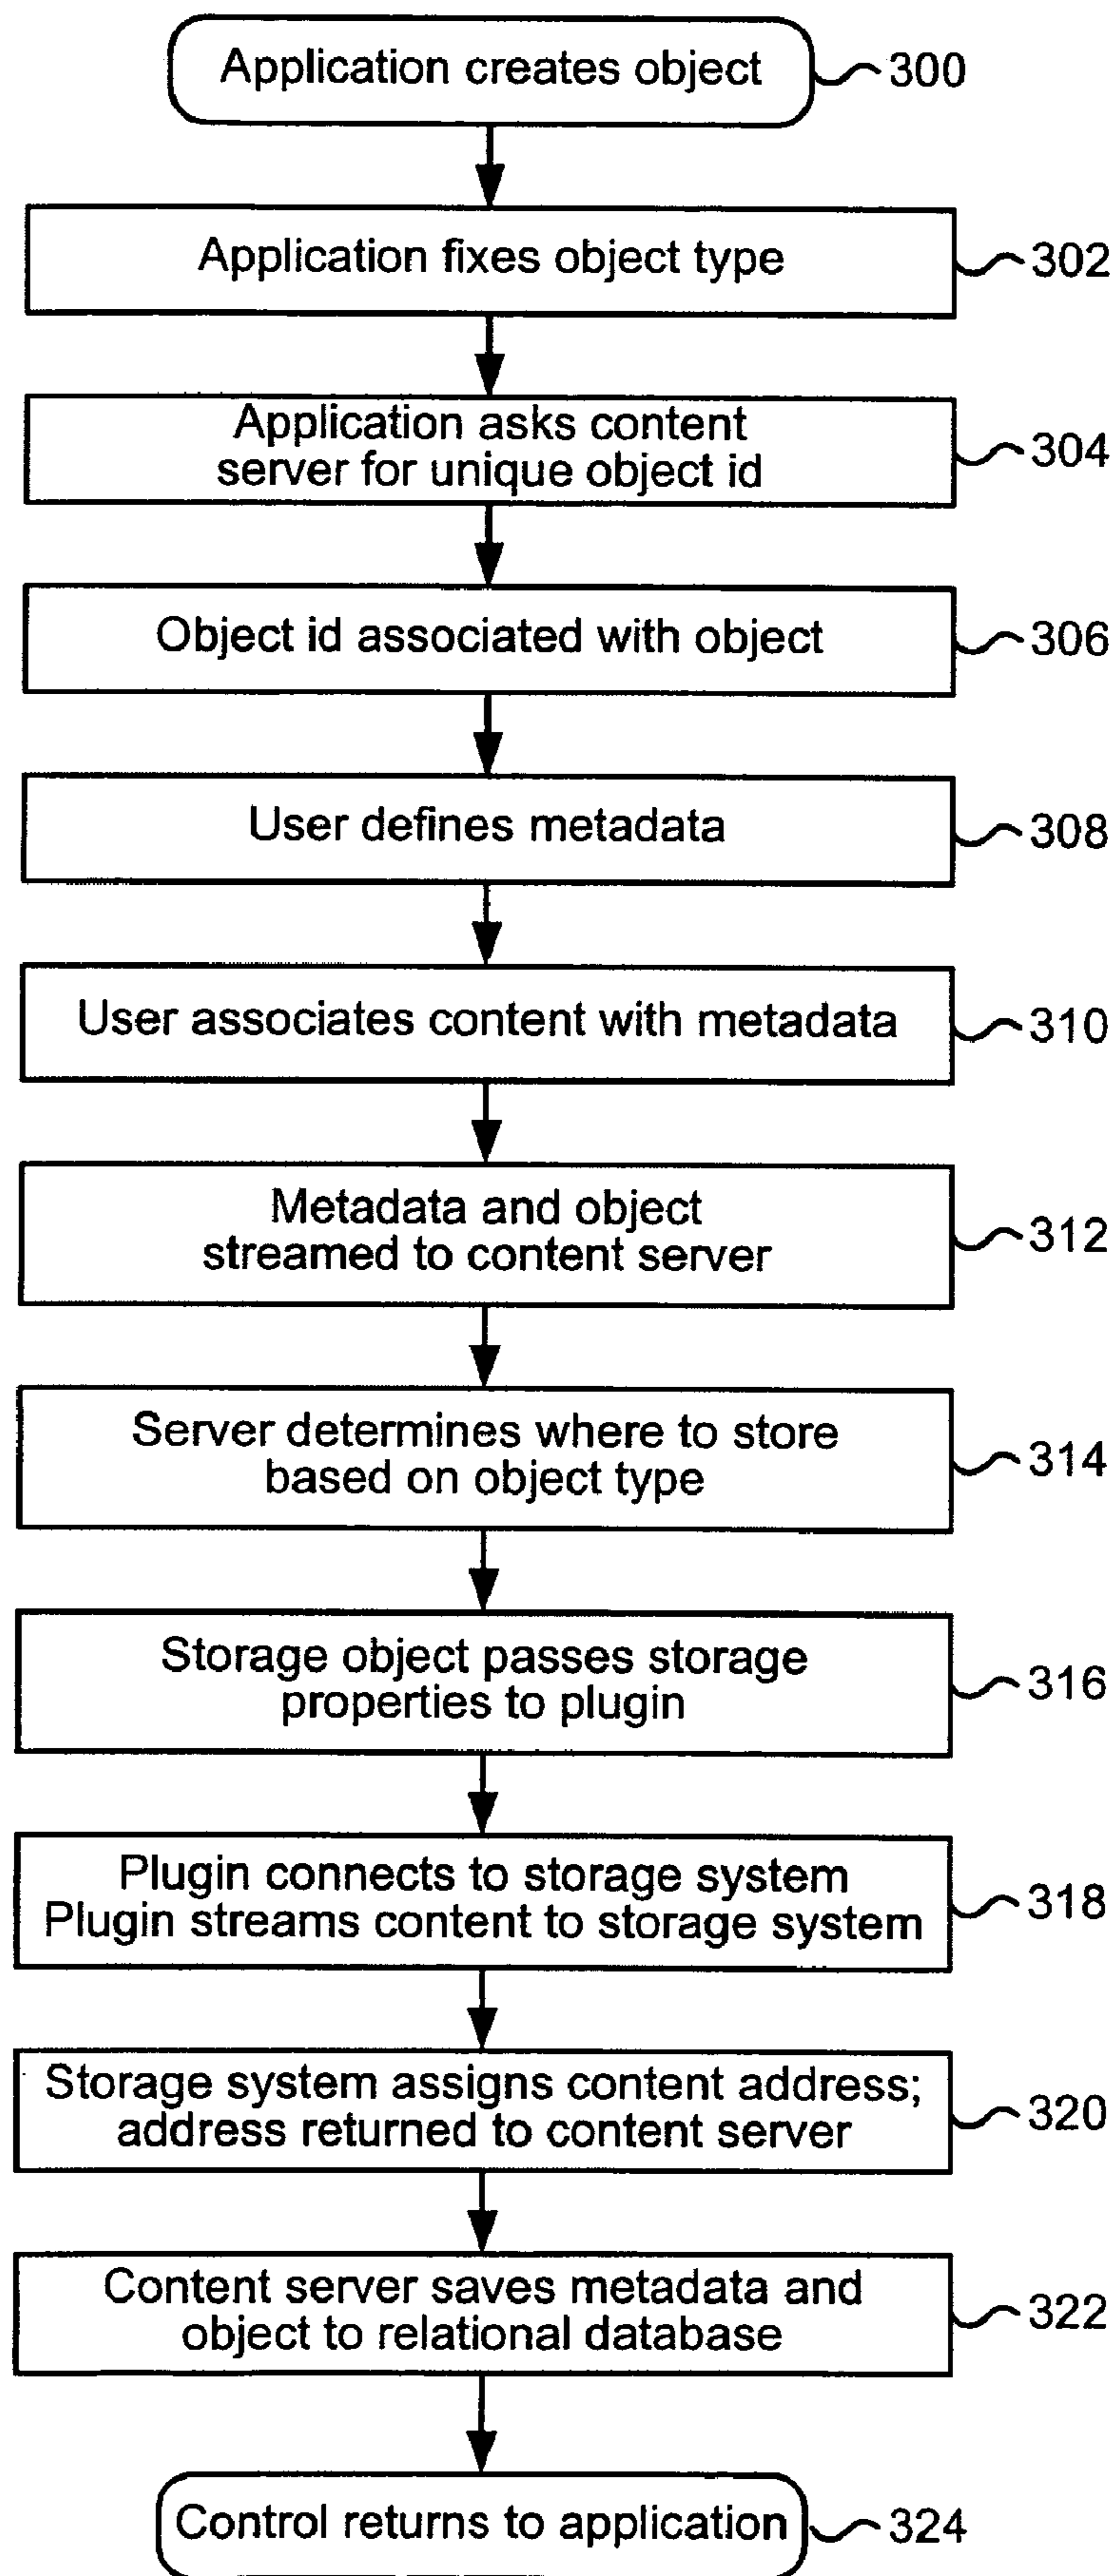 Application creates object
300
Application fixes object type
302
Application asks content
server for unique object id
304
Object id associated with object
306
User defines metadata
308
User associates content with metadata
310
Metadata and object
streamed to content server
312
Server determines where to store
based on object type
314
Storage object passes storage
properties to plugin
316
Plugin connects to storage system
Plugin streams content to storage system
318
Storage system assigns content address;
address returned to content server
320
Content server saves metadata and
object to relational database
322
Control returns to application
324